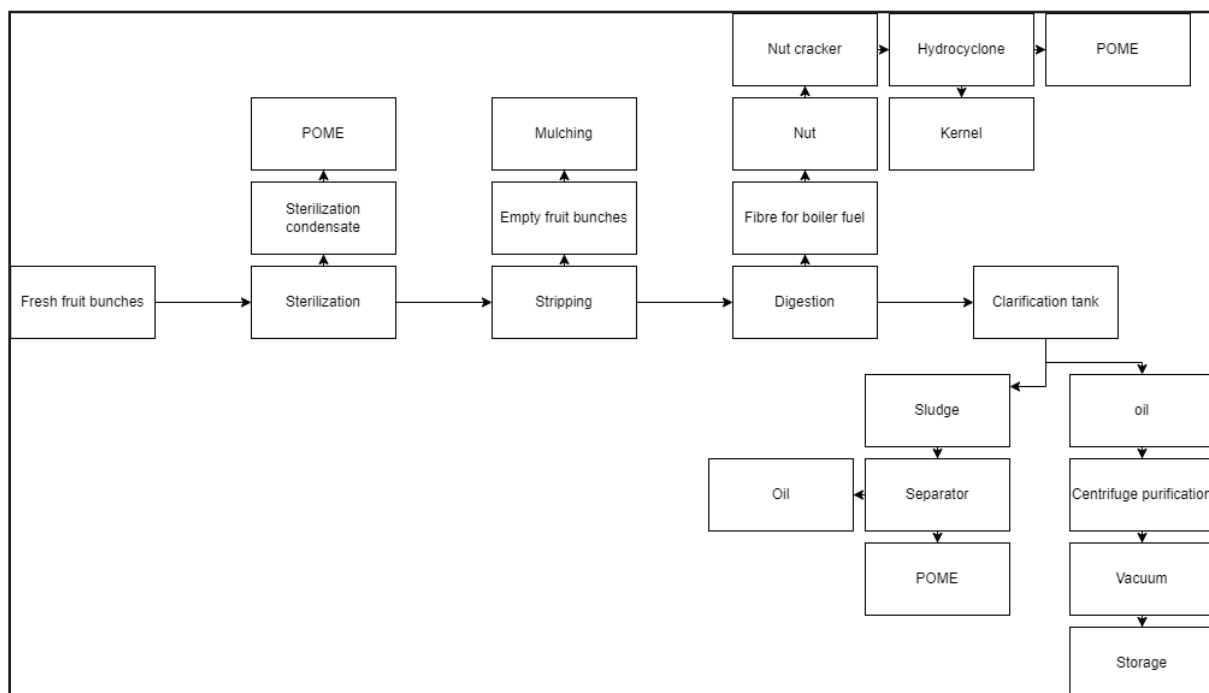 Nut cracker
Hydrocyclone
POME
POME
Mulching
Nut
Kernel
Sterilization
condensate
Empty fruit bunches
Fibre for boiler fuel
Fresh fruit bunches
Sterilization
Stripping
Digestion
Clarification tank
Sludge
oil
Oil
Separator
Centrifuge purification
POME
Vacuum
Storage